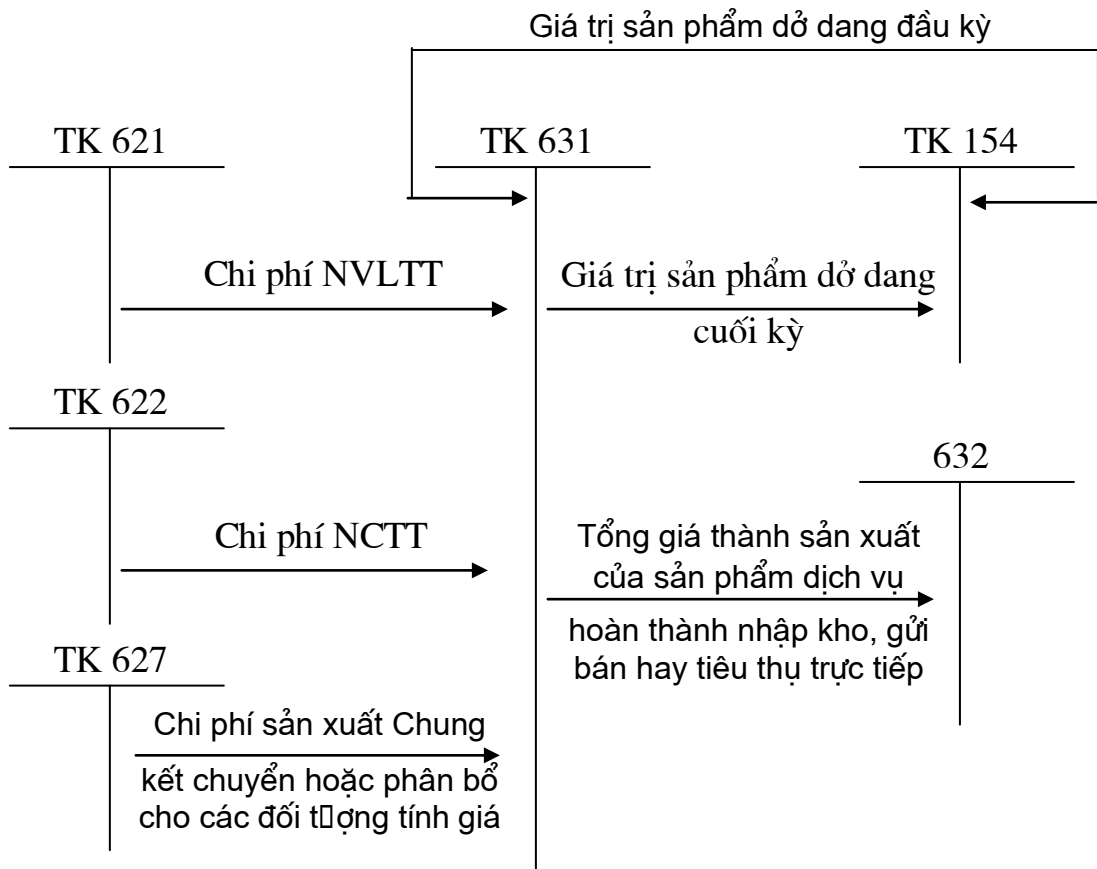 Giá trị sản phẩm dở dang đầu kỳ
TK 621
TK 631
TK 154
Chi phí NVLTT
Giá trị sản phẩm dở dang
cuối kỳ
TK 622
632
Chi phí NCTT
Tổng giá thành sản xuất
của sản phẩm dịch vụ
hoàn thành nhập kho, gửi
bán hay tiêu thụ trực tiếp
TK 627
Chi phí sản xuất Chung
kết chuyển hoặc phân bổ
cho các đối t▯ợng tính giá